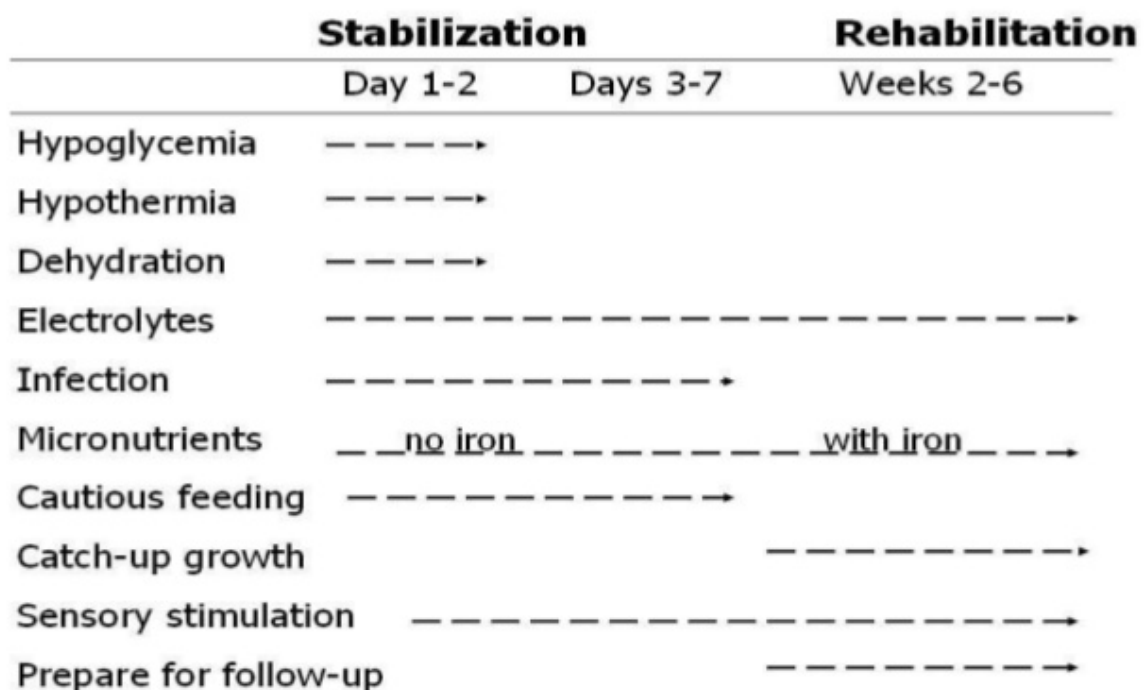 Stabilization Rehabilitation
Day 1-2 Days 3-7 Weeks 2-6
Hypoglycemia
Hypothermia
Dehydration
Electrolytes
Infection
Micronutrients no iron with iron
Cautious feeding
Catch-up growth
Sensory stimulation
Prepare for follow-up